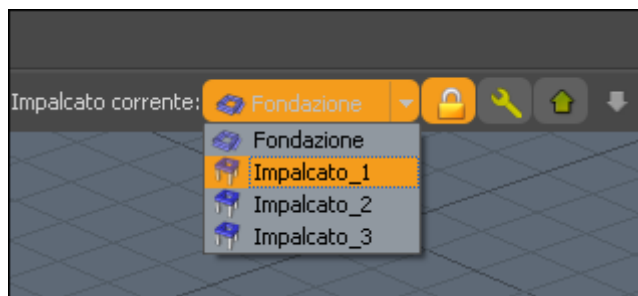 Impalcato corrente: Fondazione
Fondazione
Impalcato_1
Impalcato_2
Impalcato_3